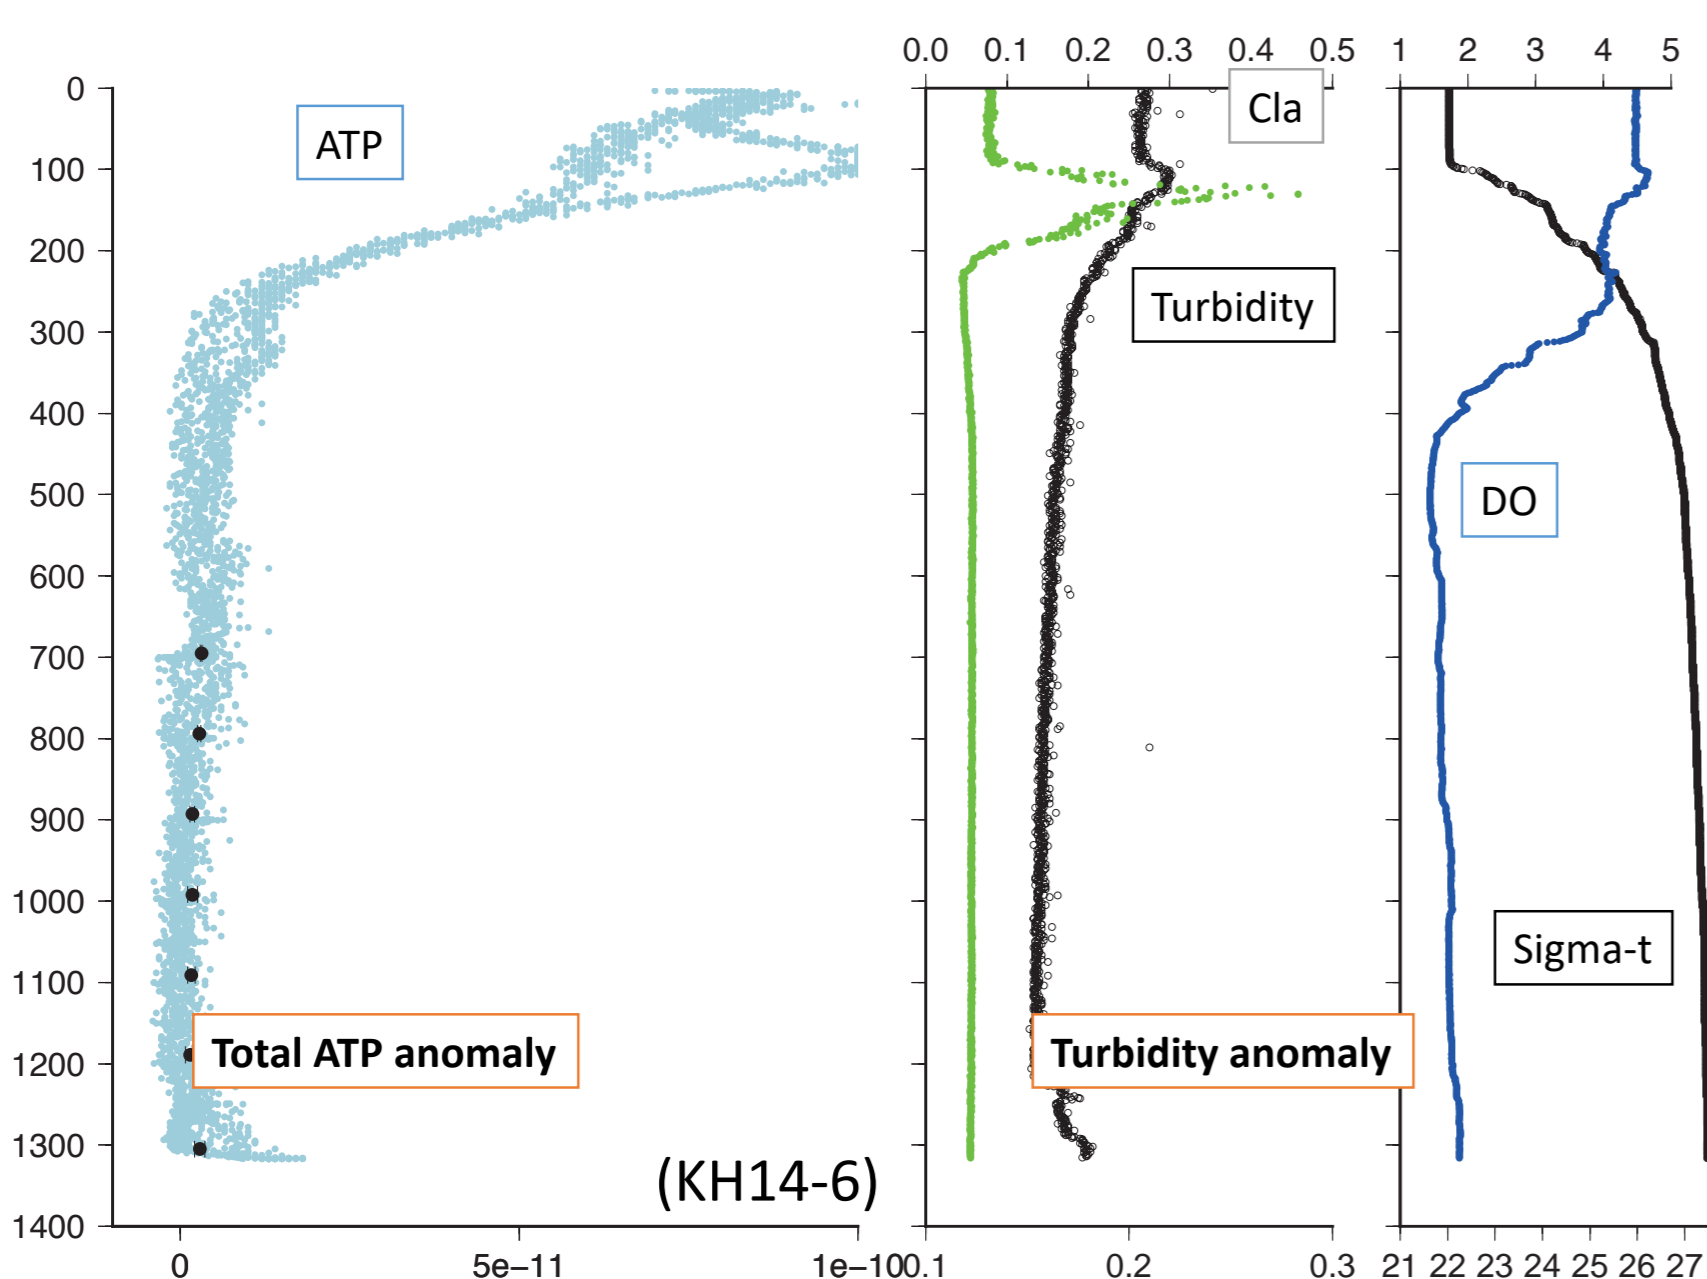 0.0 0.1 0.2 0.3 0.4 0.5
1 2 3 4 5
0
100
200
300
400
500
600
700
800
900
1000
1100
1200
1300
1400
ATP
Cla
Turbidity
DO
Sigma-t
Total ATP anomaly
Turbidity anomaly
(KH14-6)
0 5e-11 1e-10
0.1 0.2 0.3
21 22 23 24 25 26 27